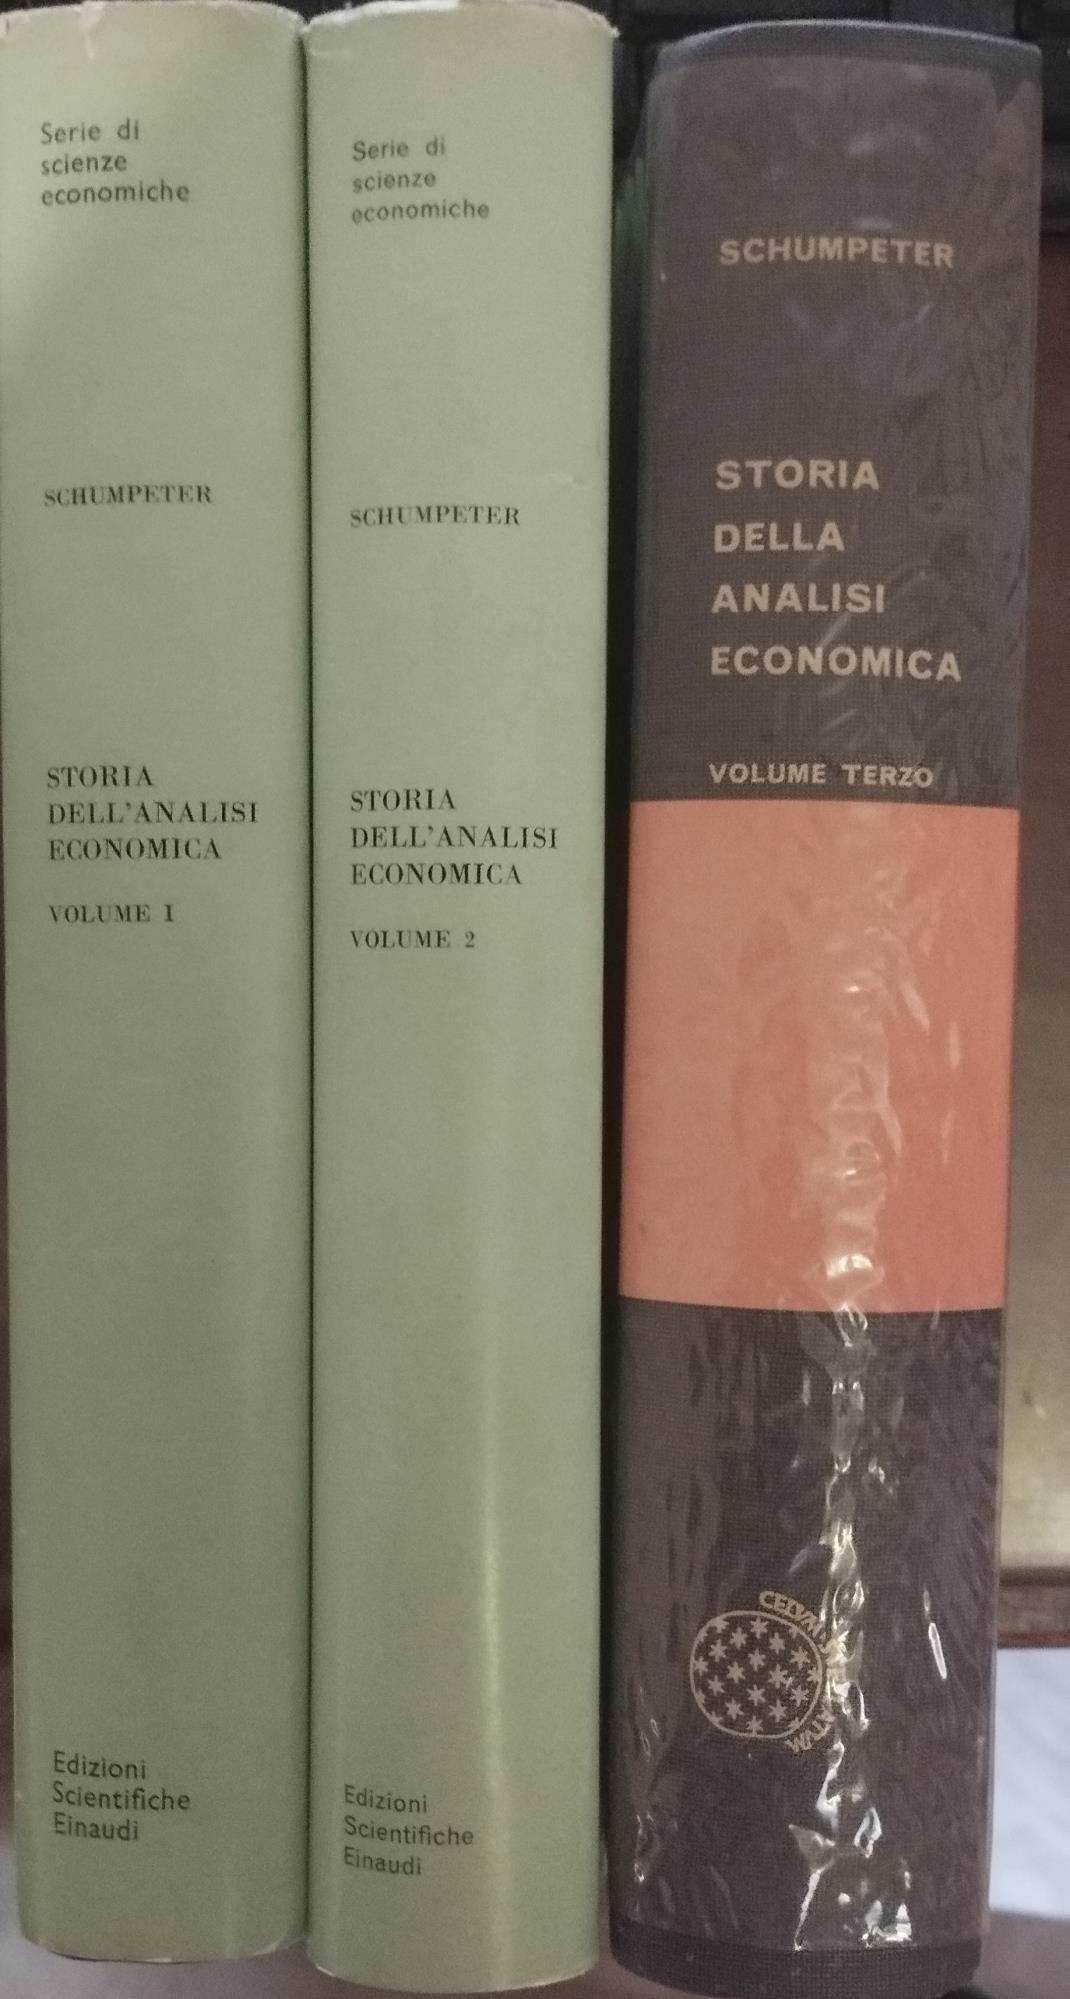 Serie di
scienze
economiche
SCHUMPETER
STORIA
DELL'ANALISI
ECONOMICA
VOLUME I
Edizioni
Scientifiche
Einaudi
Serie di
scienze
economiche
SCHUMPETER
STORIA
DELL'ANALISI
ECONOMICA
VOLUME 2
Edizioni
Scientifiche
Einaudi
SCHUMPETER
STORIA
DELLA
ANALISI
ECONOMICA
VOLUME TERZO